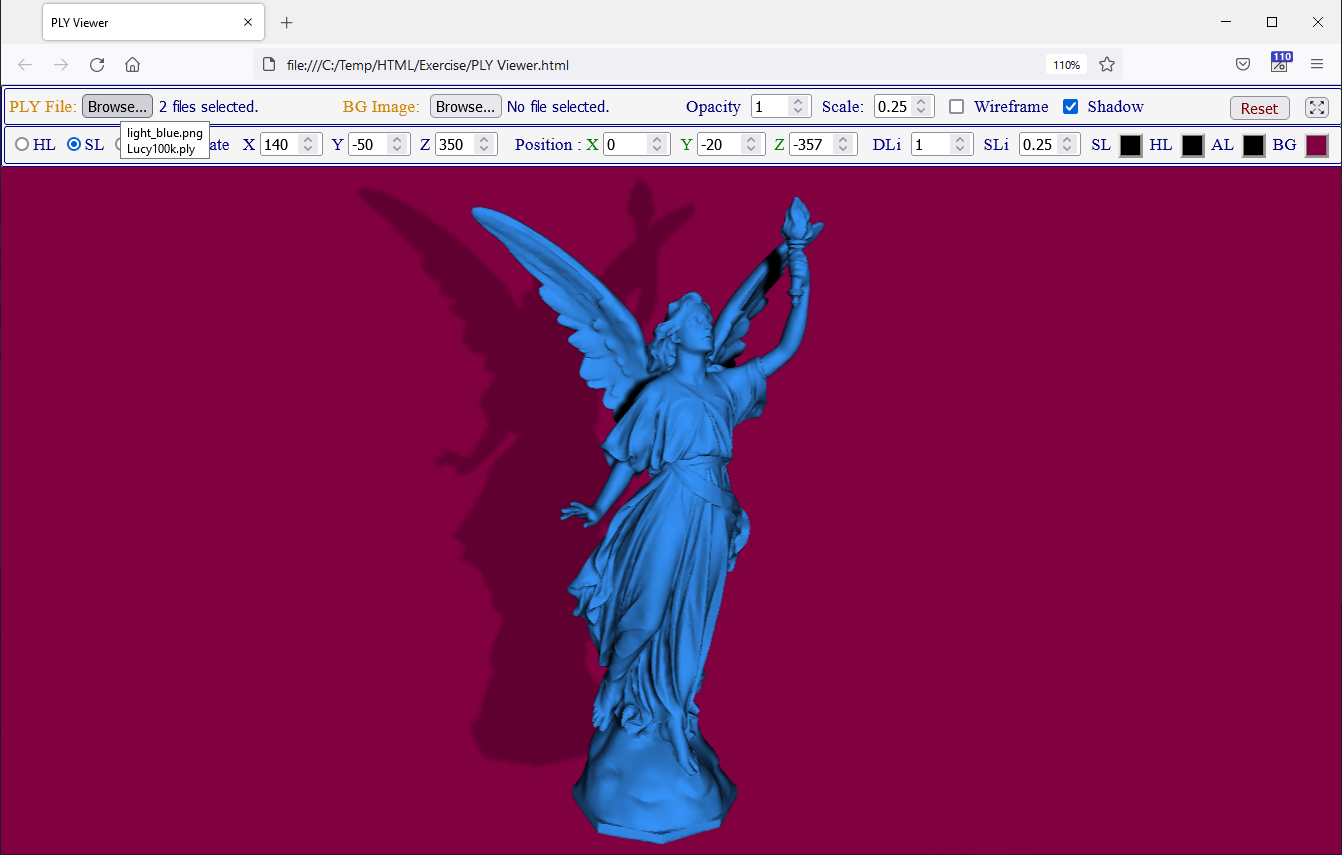 PLY Viewer
file:///C:/Temp/HTML/Exercise/PLY Viewer.html 110% 110
PLY File: Browse... 2 files selected. BG Image: Browse... No file selected. Opacity 1 Scale: 0.25 Wireframe Shadow Reset
light_blue.png
Lucy100k.ply
HL SL ate X 140 Y -50 Z 350 Position : X 0 Y -20 Z -357 DLi 1 SLi 0.25 SL HL AL BG